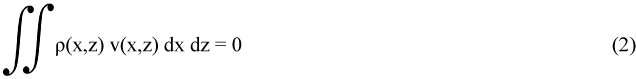 ∬ ρ(x,z) v(x,z) dx dz = 0 (2)